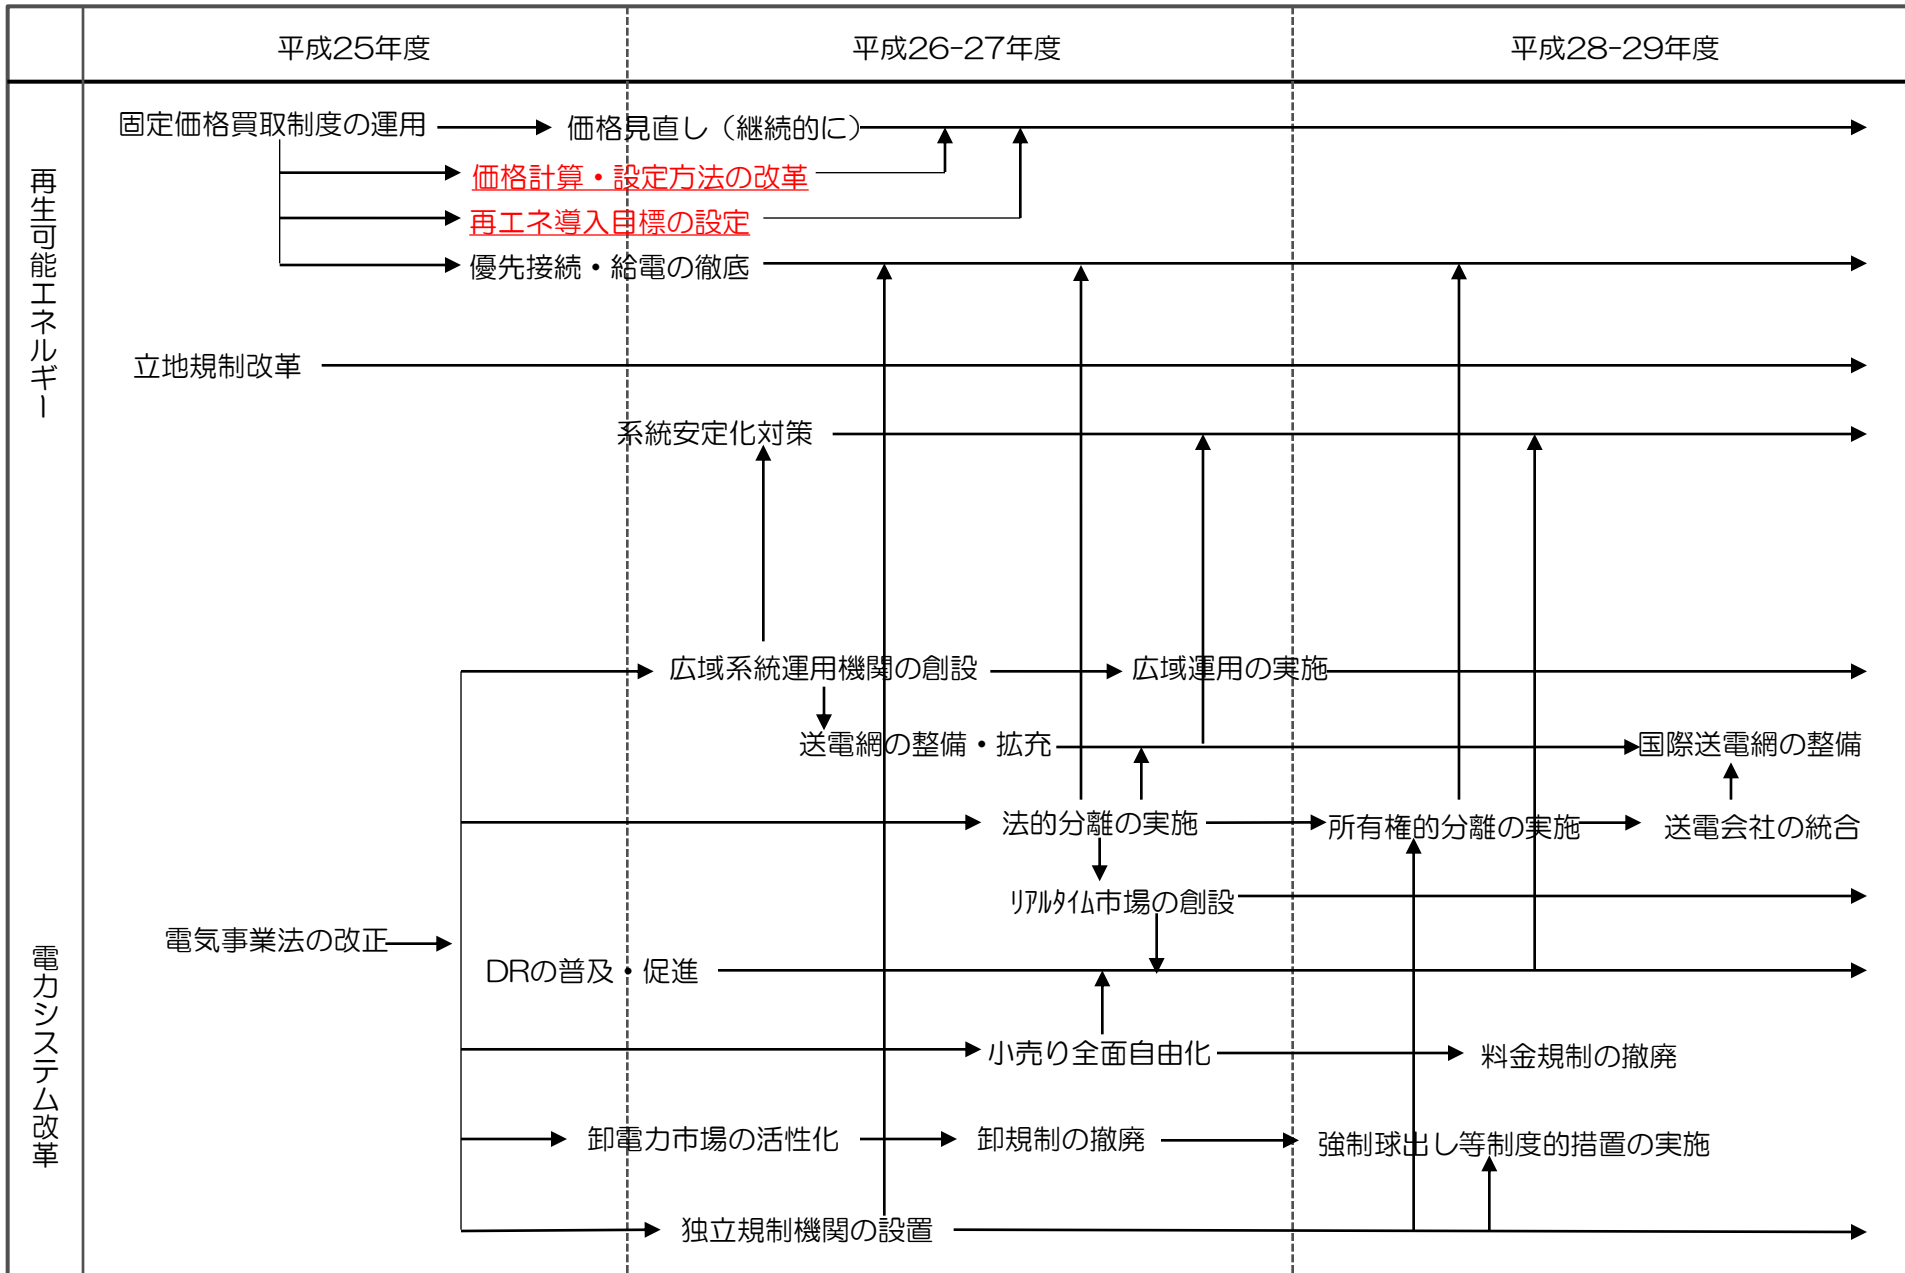 平成25年度
平成26-27年度
平成28-29年度
再生可能エネルギー
固定価格買取制度の運用
価格見直し（継続的に）
価格計算・設定方法の改革
再エネ導入目標の設定
優先接続・給電の徹底
立地規制改革
系統安定化対策
電力システム改革
広域系統運用機関の創設
広域運用の実施
送電網の整備・拡充
国際送電網の整備
法的分離の実施
所有権的分離の実施
送電会社の統合
ﾘｱﾙﾀｲﾑ市場の創設
電気事業法の改正
DRの普及・促進
小売り全面自由化
料金規制の撤廃
卸電力市場の活性化
卸規制の撤廃
強制球出し等制度的措置の実施
独立規制機関の設置